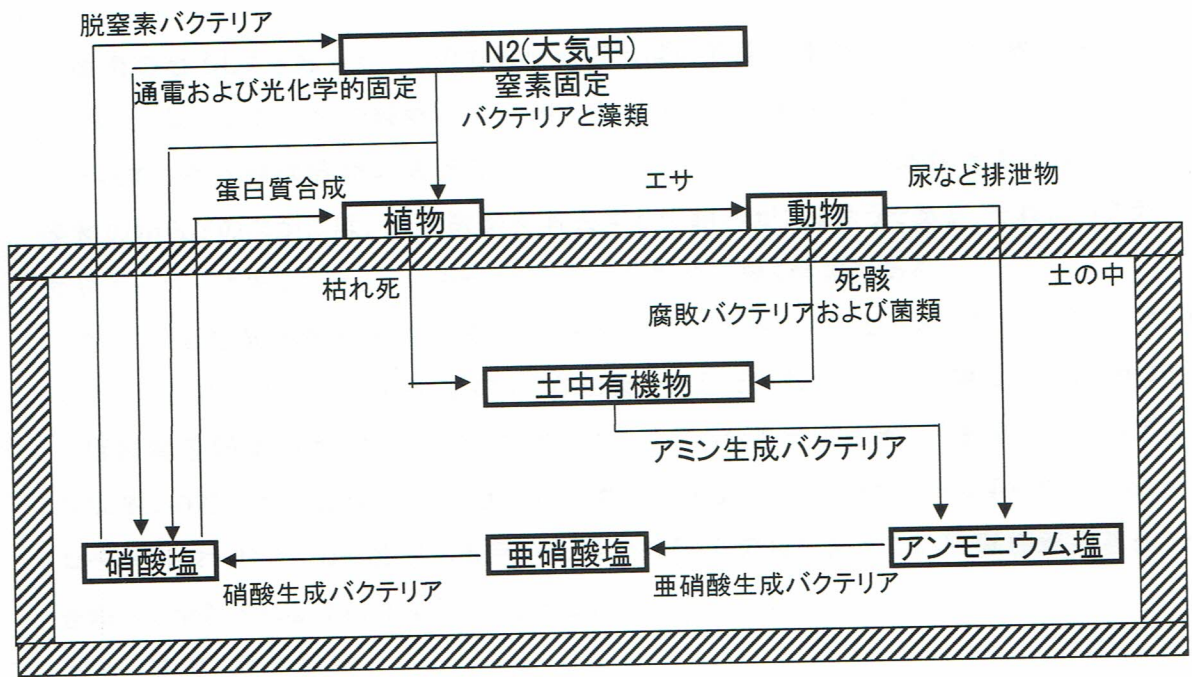 脱窒素バクテリア
N2(大気中)
通電および光化学的固定
窒素固定
バクテリアと藻類
蛋白質合成
エサ
尿など排泄物
植物
動物
枯れ死
死骸
土の中
腐敗バクテリアおよび菌類
土中有機物
アミン生成バクテリア
硝酸塩
亜硝酸塩
アンモニウム塩
硝酸生成バクテリア
亜硝酸生成バクテリア